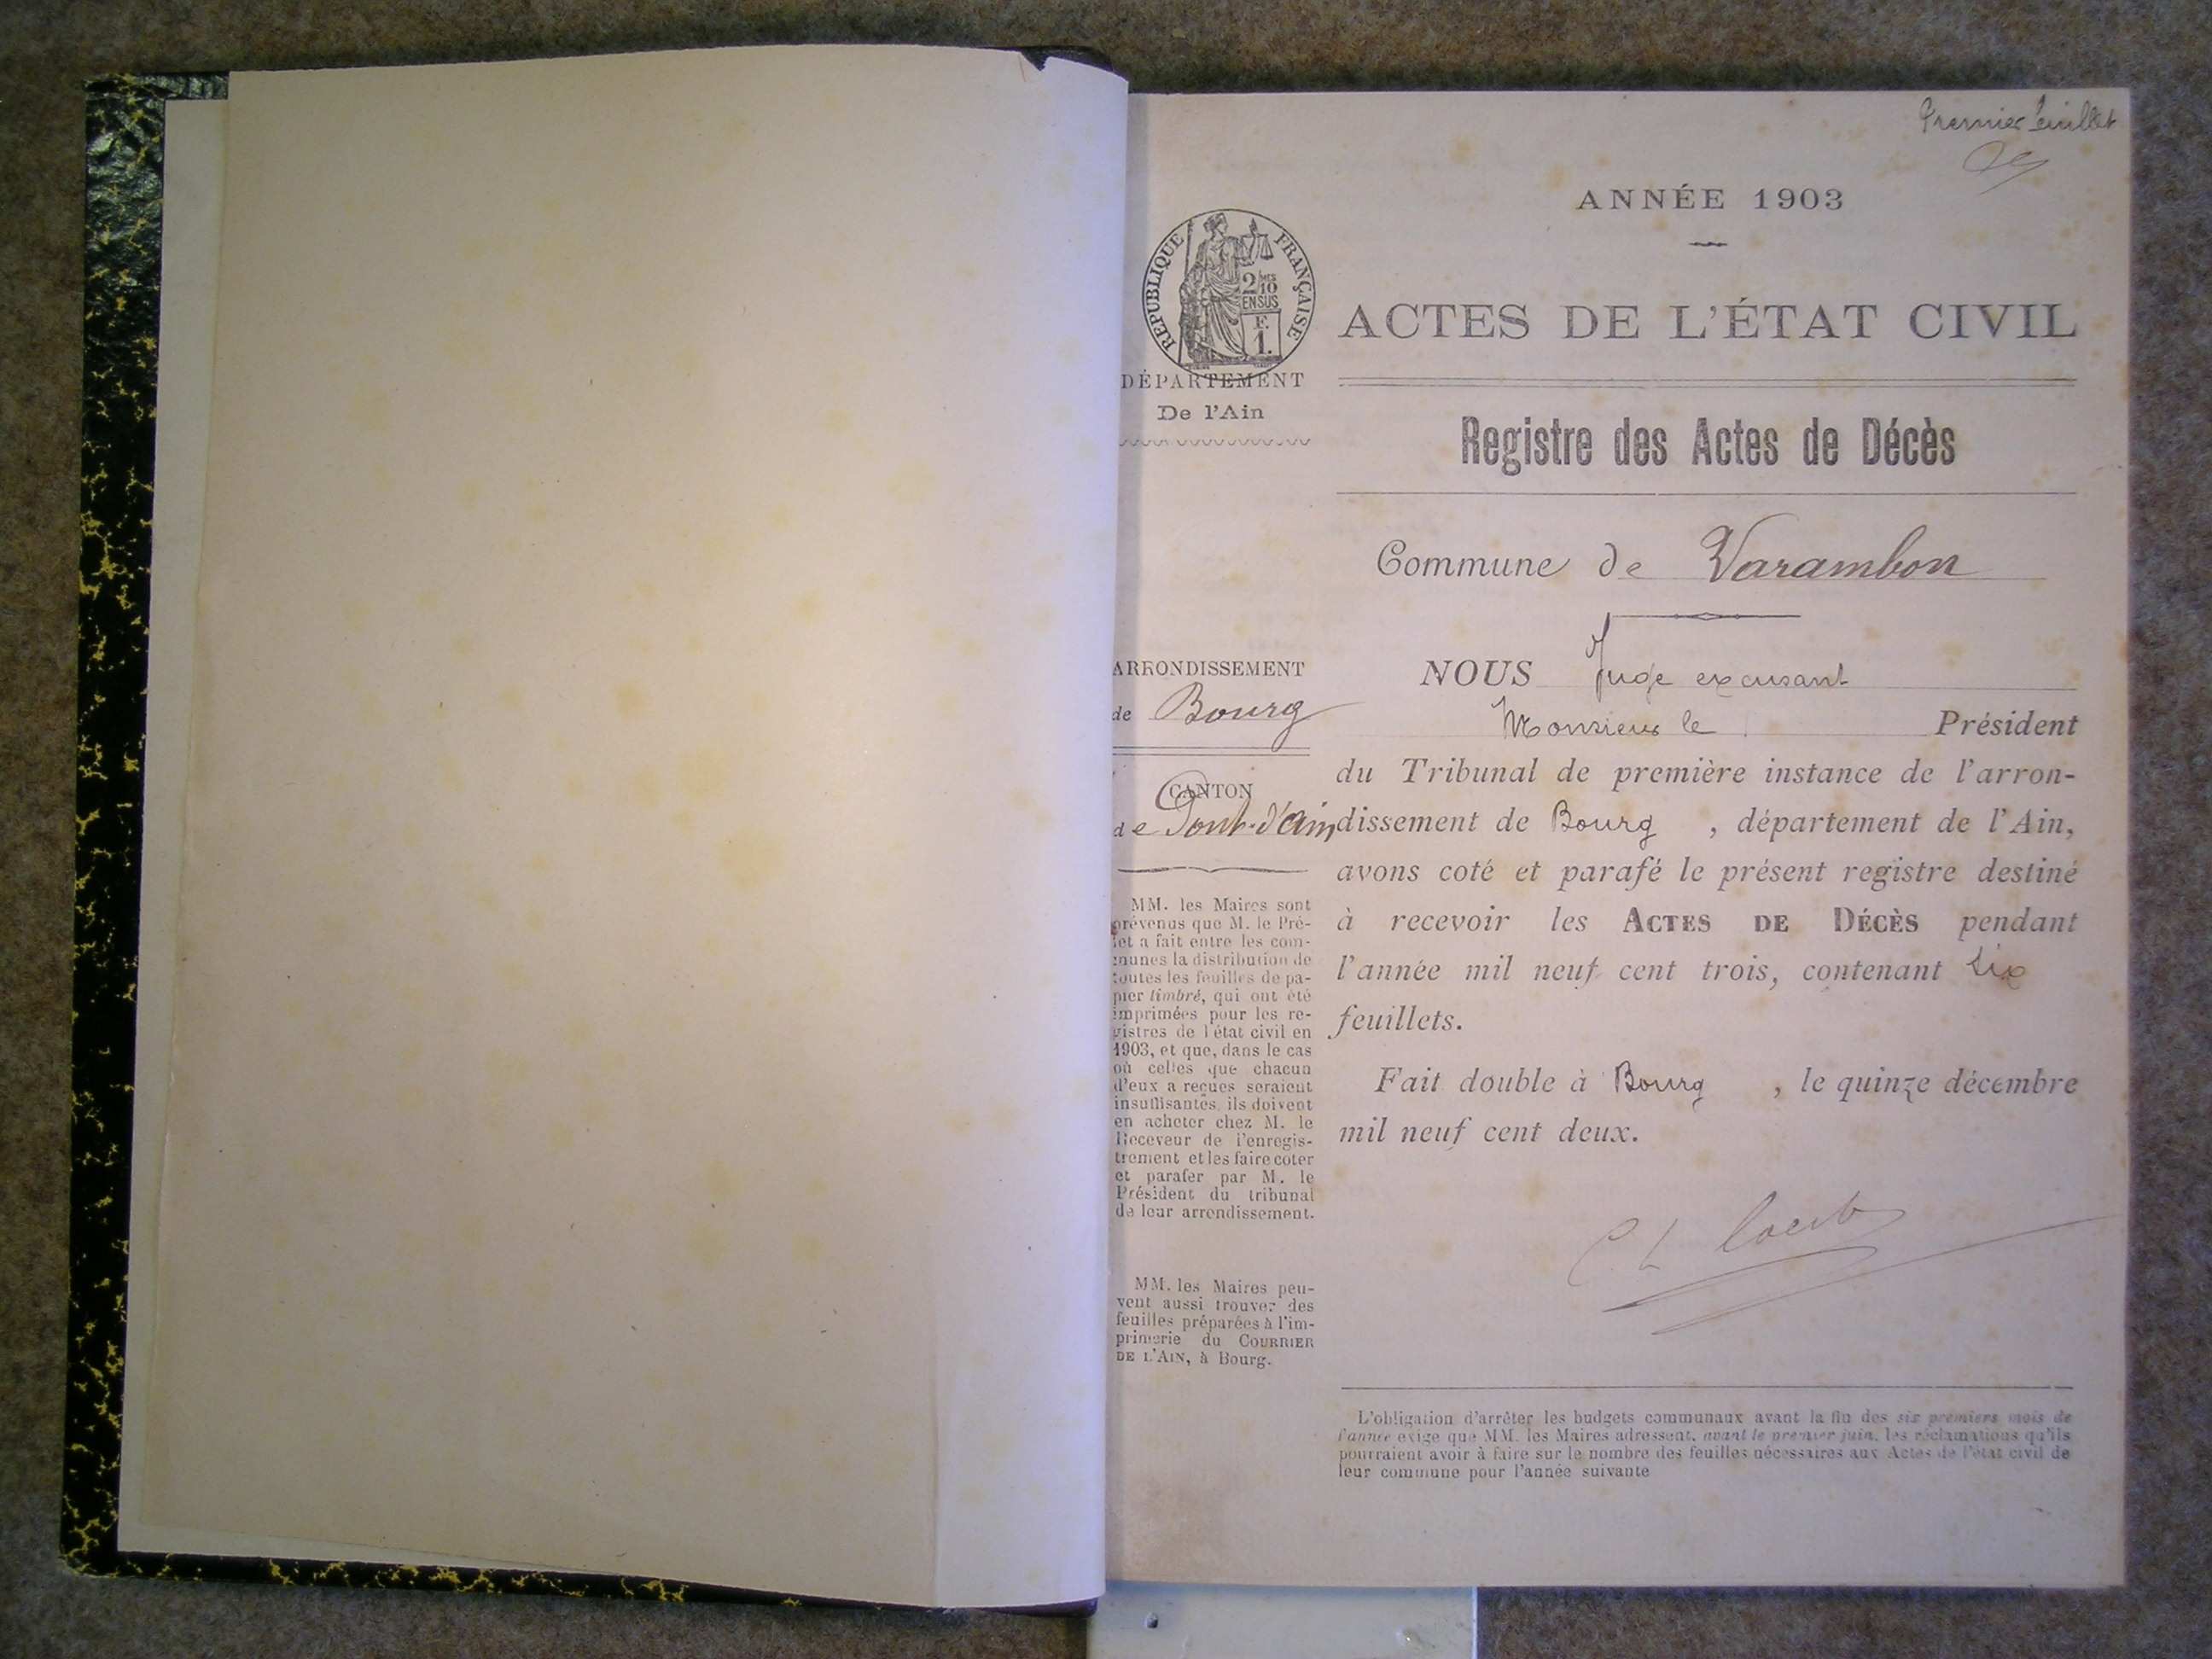 Premier feuillet
ANNÉE 1903
RÉPUBLIQUE FRANÇAISE
2/10 MES
EN SUS
F.
1.
ACTES DE L'ÉTAT CIVIL
DÉPARTEMENT
De l'Ain
Registre des Actes de Décès
Commune de Varambon
ARRONDISSEMENT
de Bourg
CANTON
de Pont-d'Ain
MM. les Maires sont
prévenus que M. le Pré-
fet a fait entre les com-
munes la distribution de
toutes les feuilles de pa-
pier timbré, qui ont été
imprimées pour les re-
gistres de l'état civil en
1903, et que, dans le cas
où celles que chacun
d'eux a reçues seraient
insuffisantes, ils doivent
en acheter chez M. le
Receveur de l'enregis-
trement et les faire coter
et parafer par M. le
Président du tribunal
de leur arrondissement.
MM. les Maires peu-
vent aussi trouver des
feuilles préparées à l'im-
primerie du COURRIER
DE L'AIN, à Bourg.
NOUS Juge excusant
Monsieur le Président
du Tribunal de première instance de l'arron-
dissement de Bourg , département de l'Ain,
avons coté et parafé le présent registre destiné
à recevoir les ACTES DE DÉCÈS pendant
l'année mil neuf cent trois, contenant six
feuillets.
Fait double à Bourg , le quinze décembre
mil neuf cent deux.
L'obligation d'arrêter les budgets communaux avant la fin des six premiers mois de
l'année exige que MM. les Maires adressent, avant le premier juin, les réclamations qu'ils
pourraient avoir à faire sur le nombre des feuilles nécessaires aux Actes de l'état civil de
leur commune pour l'année suivante